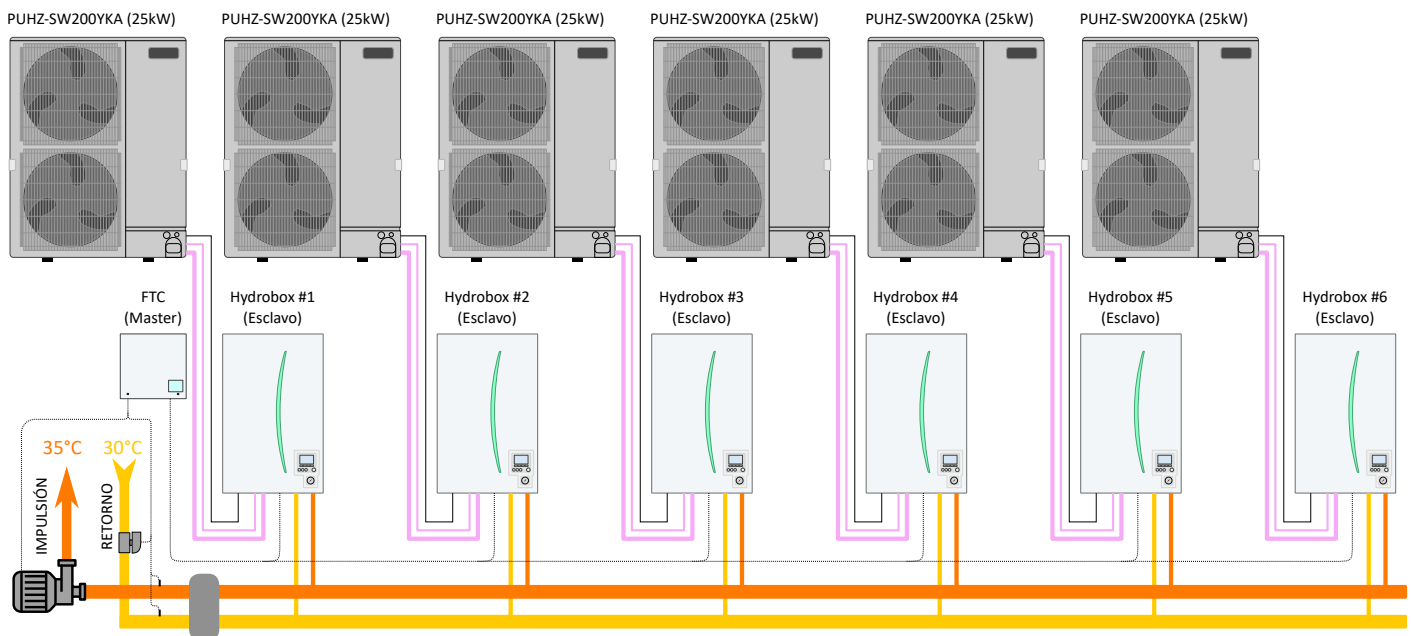 PUHZ-SW200YKA (25kW)
PUHZ-SW200YKA (25kW)
PUHZ-SW200YKA (25kW)
PUHZ-SW200YKA (25kW)
PUHZ-SW200YKA (25kW)
PUHZ-SW200YKA (25kW)
FTC
(Master)
Hydrobox #1
(Esclavo)
Hydrobox #2
(Esclavo)
Hydrobox #3
(Esclavo)
Hydrobox #4
(Esclavo)
Hydrobox #5
(Esclavo)
Hydrobox #6
(Esclavo)
35°C
30°C
IMPULSIÓN
RETORNO